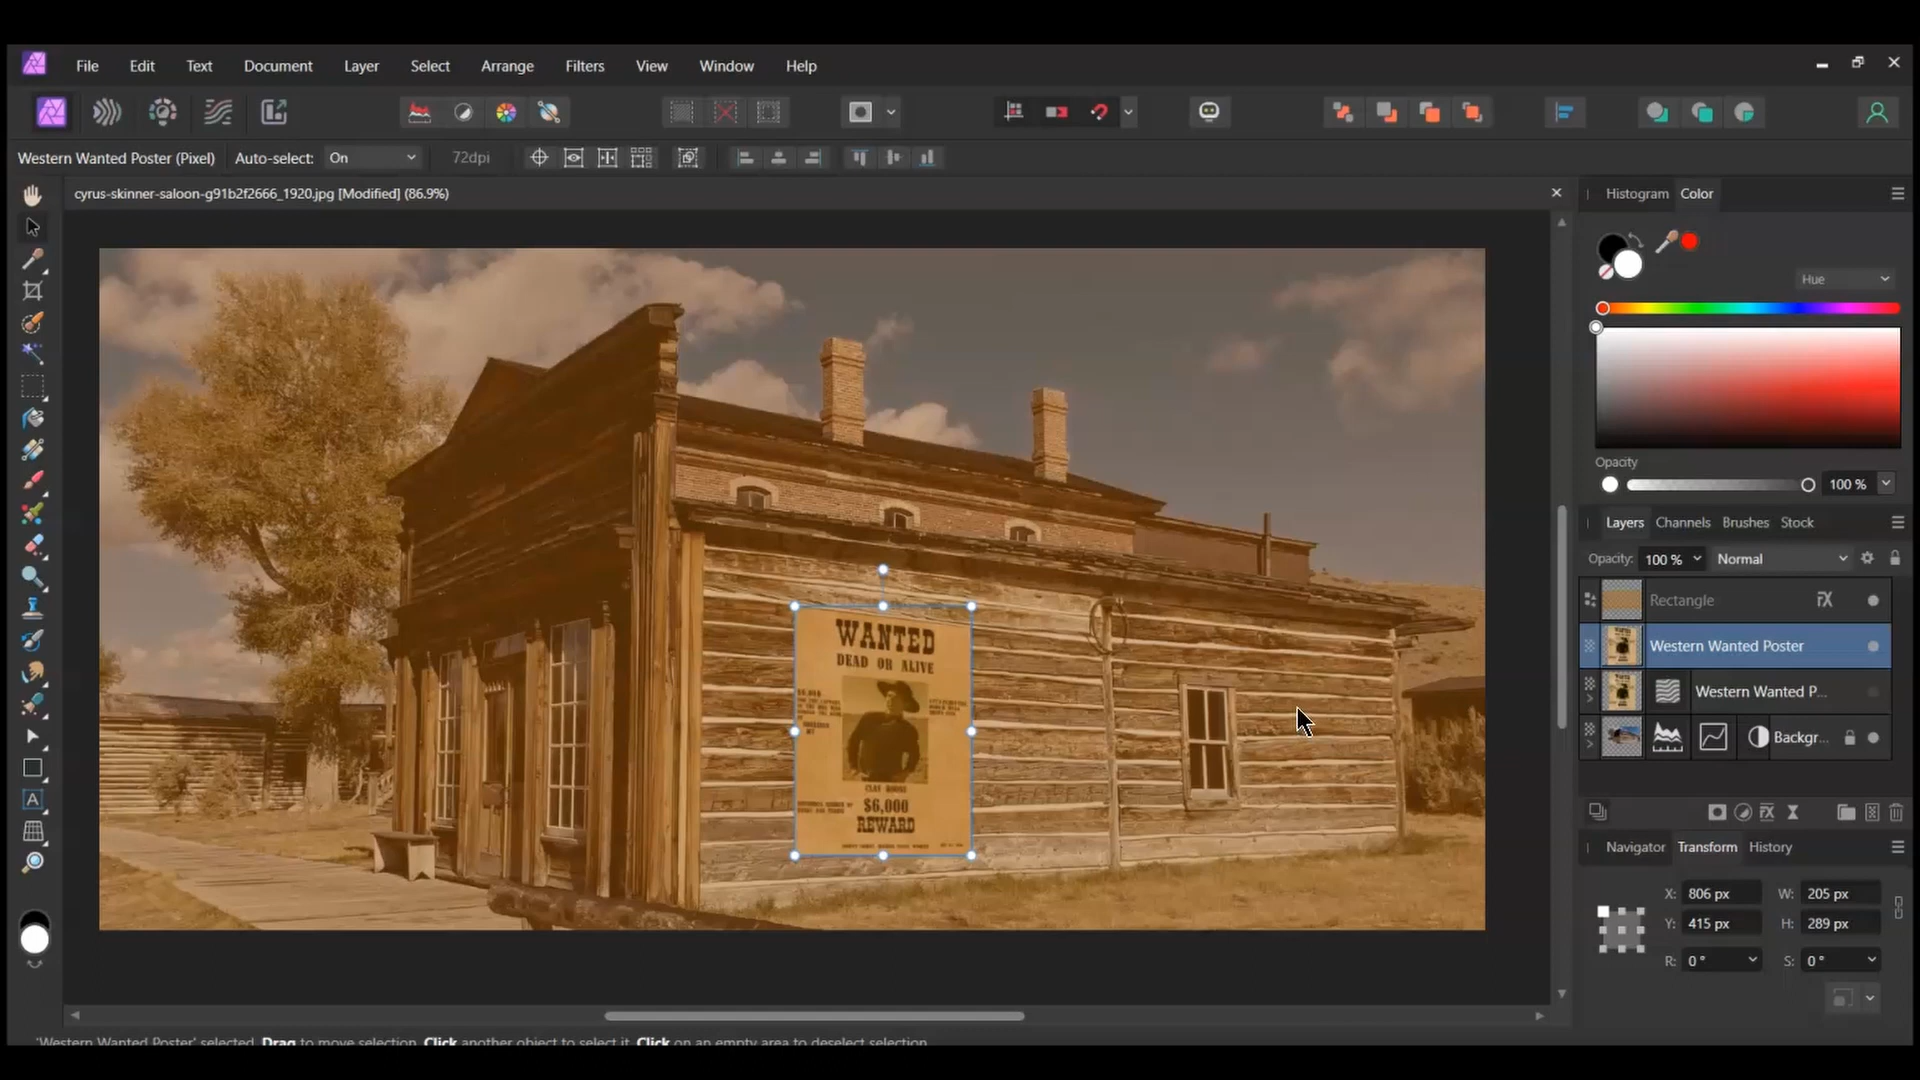 File Edit Text Document Layer Select Arrange Filters View Window Help
Western Wanted Poster (Pixel) Auto-select: On 72dpi
cyrus-skinner-saloon-g91b2f2666_1920.jpg [Modified] (86.9%)
Histogram Color
Hue
Opacity
100 %
Layers Channels Brushes Stock
Opacity: 100 % Normal
Rectangle
Western Wanted Poster
Western Wanted P...
Backgr...
Navigator Transform History
X: 806 px W: 205 px
Y: 415 px H: 289 px
R: 0 ° S: 0 °
WANTED
DEAD OR ALIVE
$6,000
REWARD
'Western Wanted Poster' selected. Drag to move selection. Click another object to select it. Click on an empty area to deselect selection.